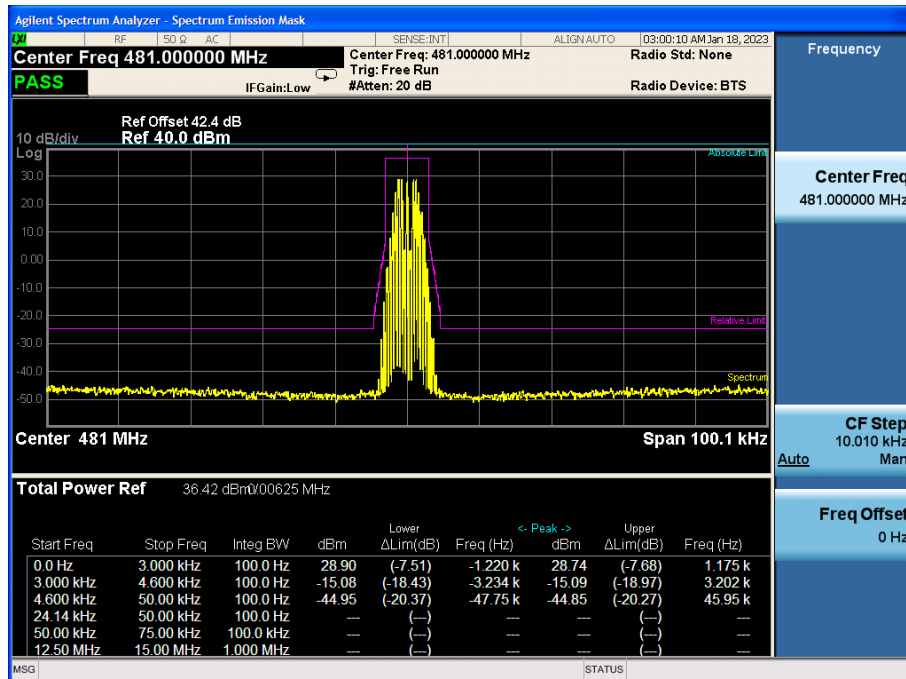 Agilent Spectrum Analyzer - Spectrum Emission Mask
LXI RF 50 Ω AC SENSE:INT ALIGN AUTO 03:00:10 AM Jan 18, 2023
Center Freq 481.000000 MHz
Center Freq: 481.000000 MHz
Radio Std: None
Trig: Free Run
PASS
IFGain:Low
#Atten: 20 dB
Radio Device: BTS
Ref Offset 42.4 dB
10 dB/div Ref 40.0 dBm
Log
Absolute Limit
30.0
20.0
10.0
0.00
-10.0
-20.0
Relative Limit
-30.0
-40.0
Spectrum
-50.0
Center 481 MHz Span 100.1 kHz
Total Power Ref 36.42 dBm/0.00625 MHz
Lower <- Peak -> Upper
Start Freq Stop Freq Integ BW dBm ΔLim(dB) Freq (Hz) dBm ΔLim(dB) Freq (Hz)
0.0 Hz 3.000 kHz 100.0 Hz 28.90 (-7.51) -1.220 k 28.74 (-7.68) 1.175 k
3.000 kHz 4.600 kHz 100.0 Hz -15.08 (-18.43) -3.234 k -15.09 (-18.97) 3.202 k
4.600 kHz 50.00 kHz 100.0 Hz -44.95 (-20.37) -47.75 k -44.85 (-20.27) 45.95 k
24.14 kHz 50.00 kHz 100.0 Hz --- (---) --- --- (---) ---
50.00 kHz 75.00 kHz 100.0 kHz --- (---) --- --- (---) ---
12.50 MHz 15.00 MHz 1.000 MHz --- (---) --- --- (---) ---
MSG STATUS
Frequency
Center Freq
481.000000 MHz
CF Step
10.010 kHz
Auto Man
Freq Offset
0 Hz